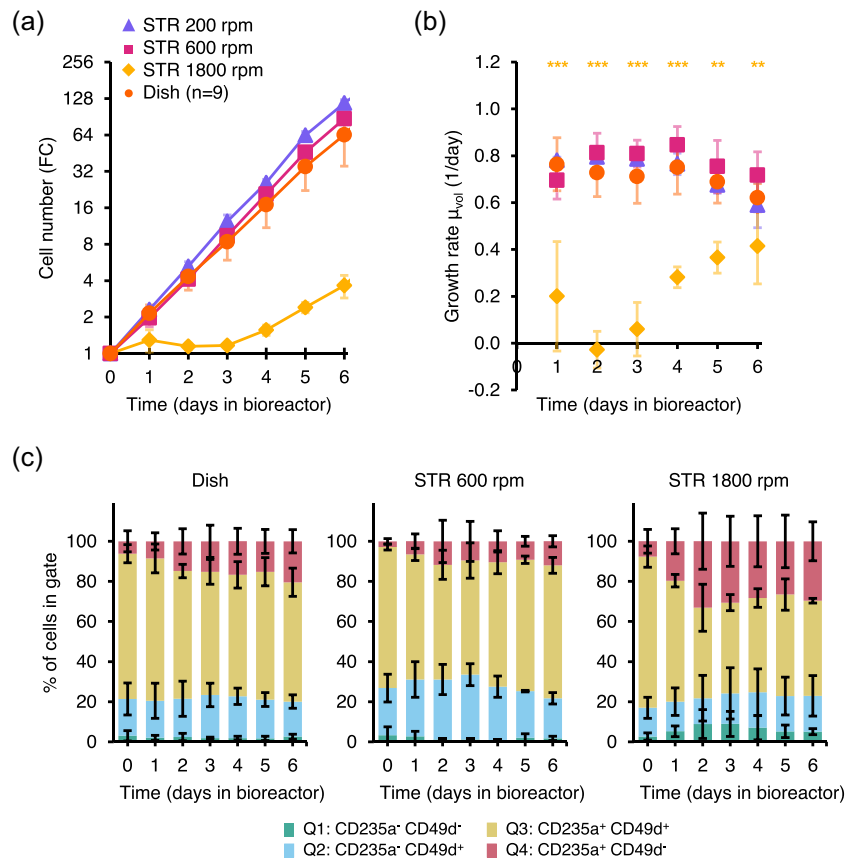 (a)
STR 200 rpm
STR 600 rpm
STR 1800 rpm
Dish (n=9)
256
128
64
32
16
8
4
2
1
Cell number (FC)
0 1 2 3 4 5 6
Time (days in bioreactor)
(b)
*** *** *** *** ** **
1.2
1.0
0.8
0.6
0.4
0.2
0.0
-0.2
Growth rate µvol (1/day)
0 1 2 3 4 5 6
Time (days in bioreactor)
(c)
Dish STR 600 rpm STR 1800 rpm
% of cells in gate
100 100 100
80 80 80
60 60 60
40 40 40
20 20 20
0 0 0
0 1 2 3 4 5 6 0 1 2 3 4 5 6 0 1 2 3 4 5 6
Time (days in bioreactor) Time (days in bioreactor) Time (days in bioreactor)
Q1: CD235a⁻ CD49d⁻ Q3: CD235a⁺ CD49d⁺
Q2: CD235a⁻ CD49d⁺ Q4: CD235a⁺ CD49d⁻